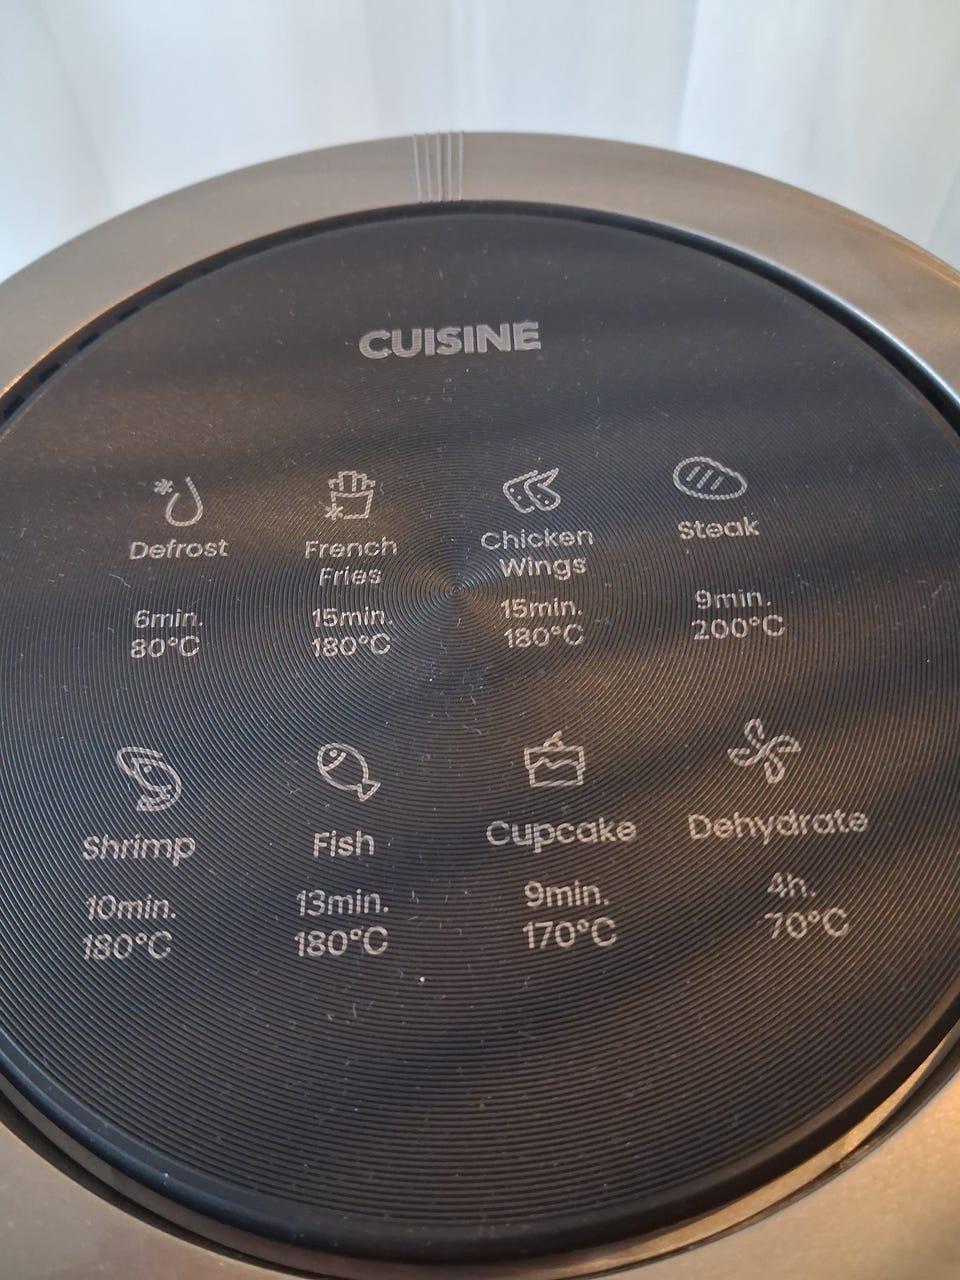 CUISINE
Defrost
6min.
80°C
French
Fries
15min.
180°C
Chicken
Wings
15min.
180°C
Steak
9min.
200°C
Shrimp
10min.
180°C
Fish
13min.
180°C
Cupcake
9min.
170°C
Dehydrate
4h.
70°C